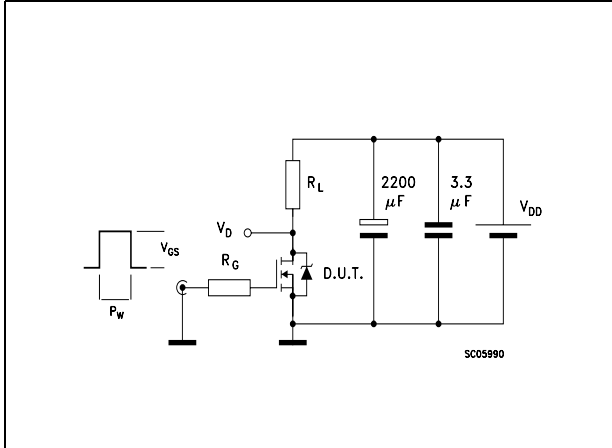 R_L
2200
μF
3.3
μF
V_DD
V_D
V_GS
R_G
D.U.T.
P_W
SC05990